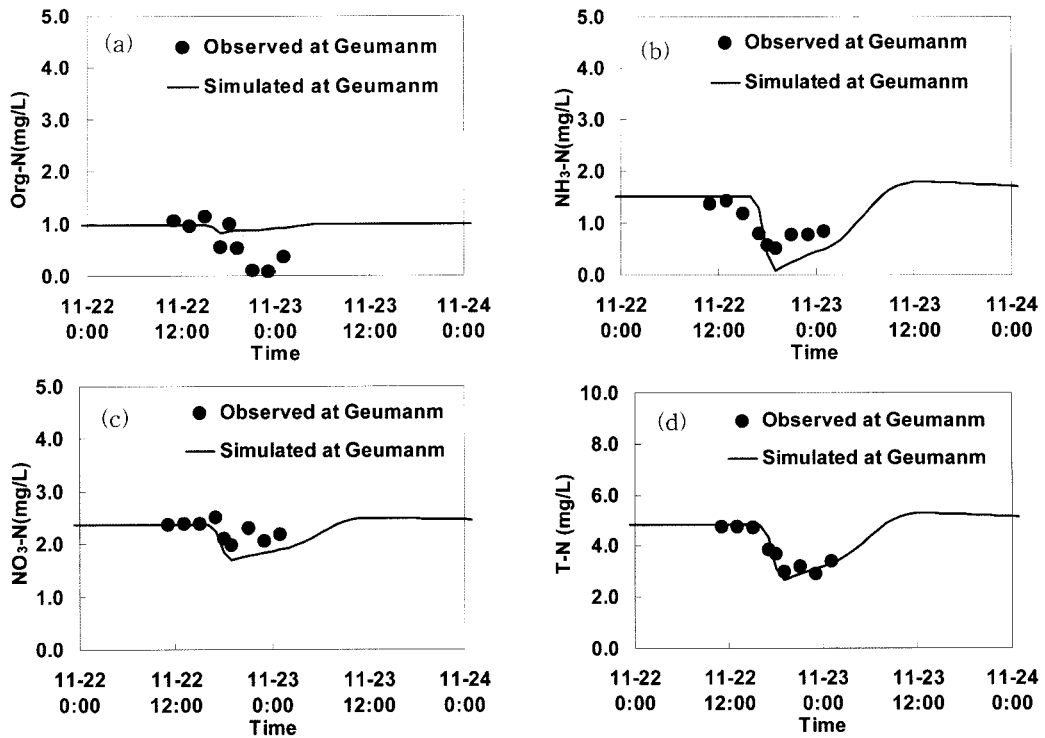 (a)
Observed at Geumanm
Simulated at Geumanm
Org-N(mg/L)
5.0
4.0
3.0
2.0
1.0
0.0
11-22 11-22 11-23 11-23 11-24
0:00 12:00 0:00 12:00 0:00
Time
(b)
Observed at Geumanm
Simulated at Geumanm
NH₃-N(mg/L)
5.0
4.0
3.0
2.0
1.0
0.0
11-22 11-22 11-23 11-23 11-24
0:00 12:00 0:00 12:00 0:00
Time
(c)
Observed at Geumanm
Simulated at Geumanm
NO₃-N(mg/L)
5.0
4.0
3.0
2.0
1.0
0.0
11-22 11-22 11-23 11-23 11-24
0:00 12:00 0:00 12:00 0:00
Time
(d)
Observed at Geumanm
Simulated at Geumanm
T-N (mg/L)
10.0
8.0
6.0
4.0
2.0
0.0
11-22 11-22 11-23 11-23 11-24
0:00 12:00 0:00 12:00 0:00
Time